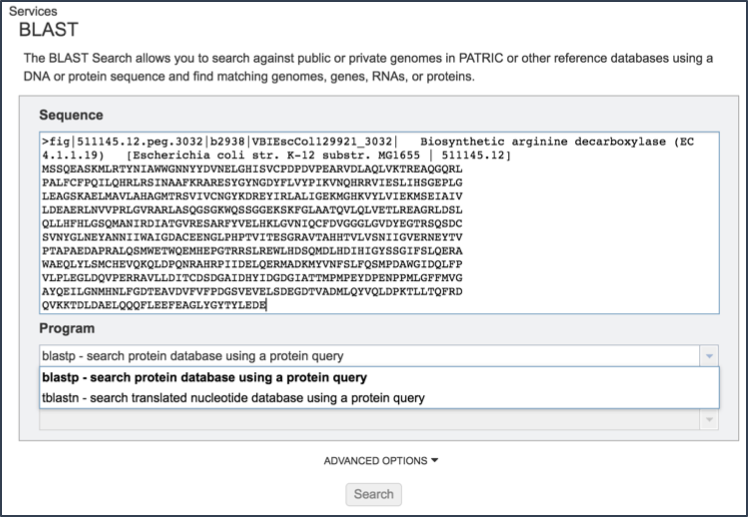 Services
BLAST
The BLAST Search allows you to search against public or private genomes in PATRIC or other reference databases using a
DNA or protein sequence and find matching genomes, genes, RNAs, or proteins.
Sequence
>fig|511145.12.peg.3032|b2938|VBIEscCol129921_3032|   Biosynthetic arginine decarboxylase (EC
4.1.1.19)   [Escherichia coli str. K-12 substr. MG1655 | 511145.12]
MSSQEASKMLRTYNIAWWGNNYYDVNELGHISVCPDPDVPEARVDLAQLVKTREAQGQRL
PALFCFPQILQHRLRSINAAFKRARESYGYNGDYFLVYPIKVNQHRRVIESLIHSGEPLG
LEAGSKAELMAVLAHAGMTRSVIVCNGYKDREYIRLALIGEKMGHKVYLVIEKMSEIAIV
LDEAERLNVVPRLGVRARLASQGSGKWQSSGGEKSKFGLAATQVLQLVETLREAGRLDSL
QLLHFHLGSQMANIRDIATGVRESARFYVELHKLGVNIQCFDVGGGLGVDYEGTRSQSDC
SVNYGLNEYANNIIWAIGDACEENGLPHPTVITESGRAVTAHHTVLVSNIIGVERNEYTV
PTAPAEDAPRALQSMWETWQEMHEPGTRRSLREWLHDSQMDLHDIHIGYSSGIFSLQERA
WAEQLYLSMCHEVQKQLDPQNRAHRPIIDELQERMADKMYVNFSLFQSMPDAWGIDQLFP
VLPLEGLDQVPERRAVLLDITCDSDGAIDHYIDGDGIATTMPMPEYDPENPPMLGFFMVG
AYQEILGNMHNLFGDTEAVDVFVFPDGSVEVELSDEGDTVADMLQYVQLDPKTLLTQFRD
QVKKTDLDAELQQQFLEEFEAGLYGYTYLEDE
Program
blastp - search protein database using a protein query
blastp - search protein database using a protein query
tblastn - search translated nucleotide database using a protein query
ADVANCED OPTIONS
Search